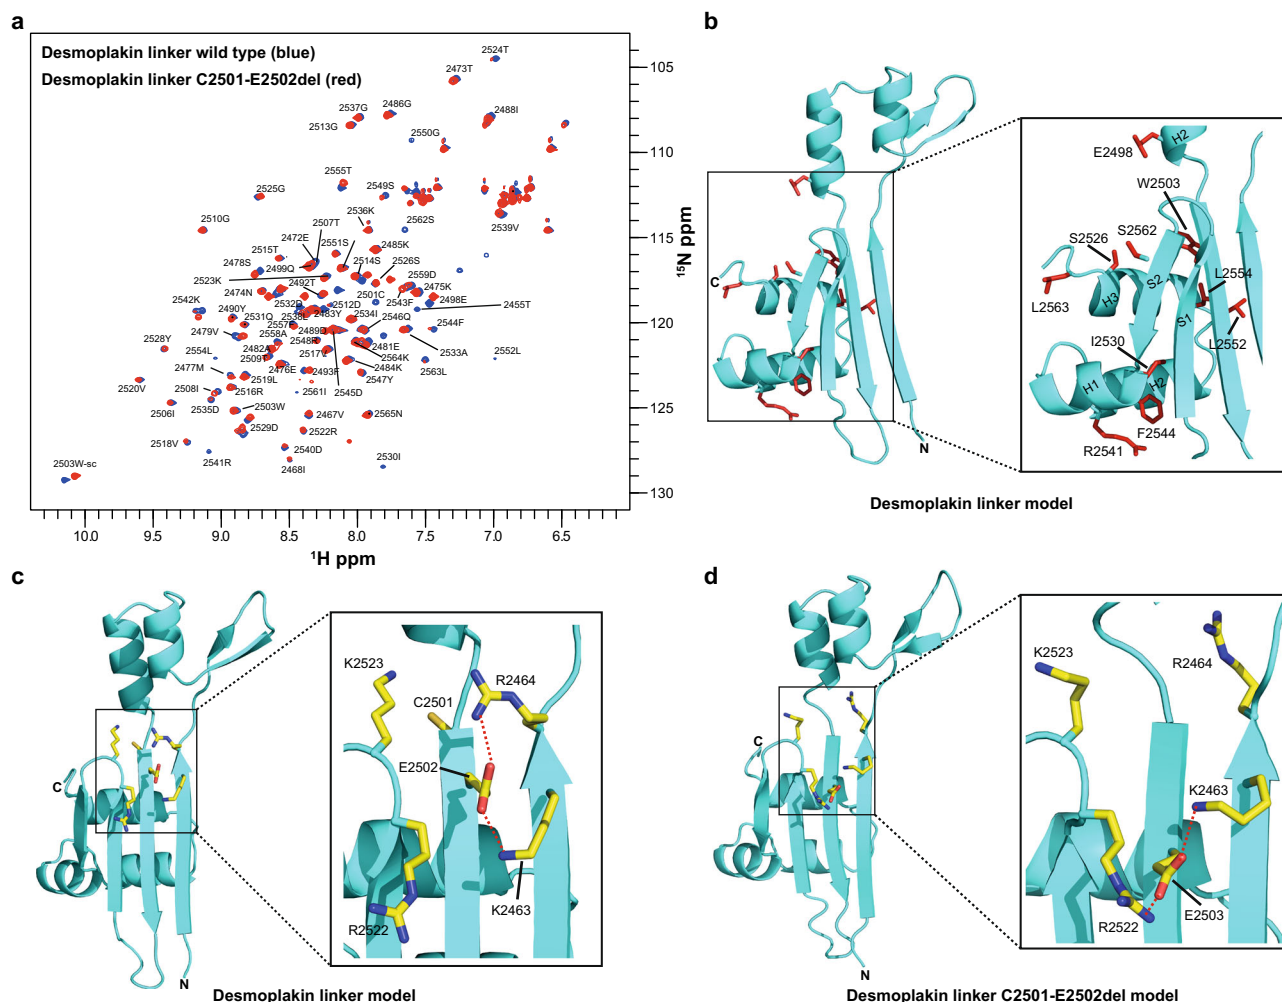 a
Desmoplakin linker wild type (blue)
Desmoplakin linker C2501-E2502del (red)
2524T
2473T
2537G
2486G
2513G
2488I
2550G
2555T
2525G
2549S
2536K
2562S
2507T
2510G
2539V
2472E
2551S
2515T
2485K
2478S
2499Q
2514S
2526S
2523K
2492T
2559D
2474N
2501C
2475K
2542K
2498E
2490Y
2532D
2512D
2543F
2455T
2531Q
2538E
2483Y
2534I
2479V
2557F
2489D
2546Q
2544F
2528Y
2558A
2548R
2533A
2554L
2482A
2517V
2481E
2552L
2509T
2564K
2563L
2477M
2476E
2493F
2484K
2520V
2519L
2547Y
2508I
2516R
2561I
2545D
2506I
2535D
2503W
2467V
2565N
2529D
2522R
2518V
2540D
2541R
2468I
2530I
2503W-sc
105
110
115
120
125
130
15N ppm
10.0 9.5 9.0 8.5 8.0 7.5 7.0 6.5
1H ppm
b
E2498
H2
W2503
S2562
S2526
L2554
C
S2
H3
S1
L2563
L2552
I2530
H1
H2
F2544
R2541
N
Desmoplakin linker model
c
K2523
R2464
C2501
E2502
C
K2463
R2522
N
Desmoplakin linker model
d
K2523
R2464
C
K2463
R2522
E2503
N
Desmoplakin linker C2501-E2502del model